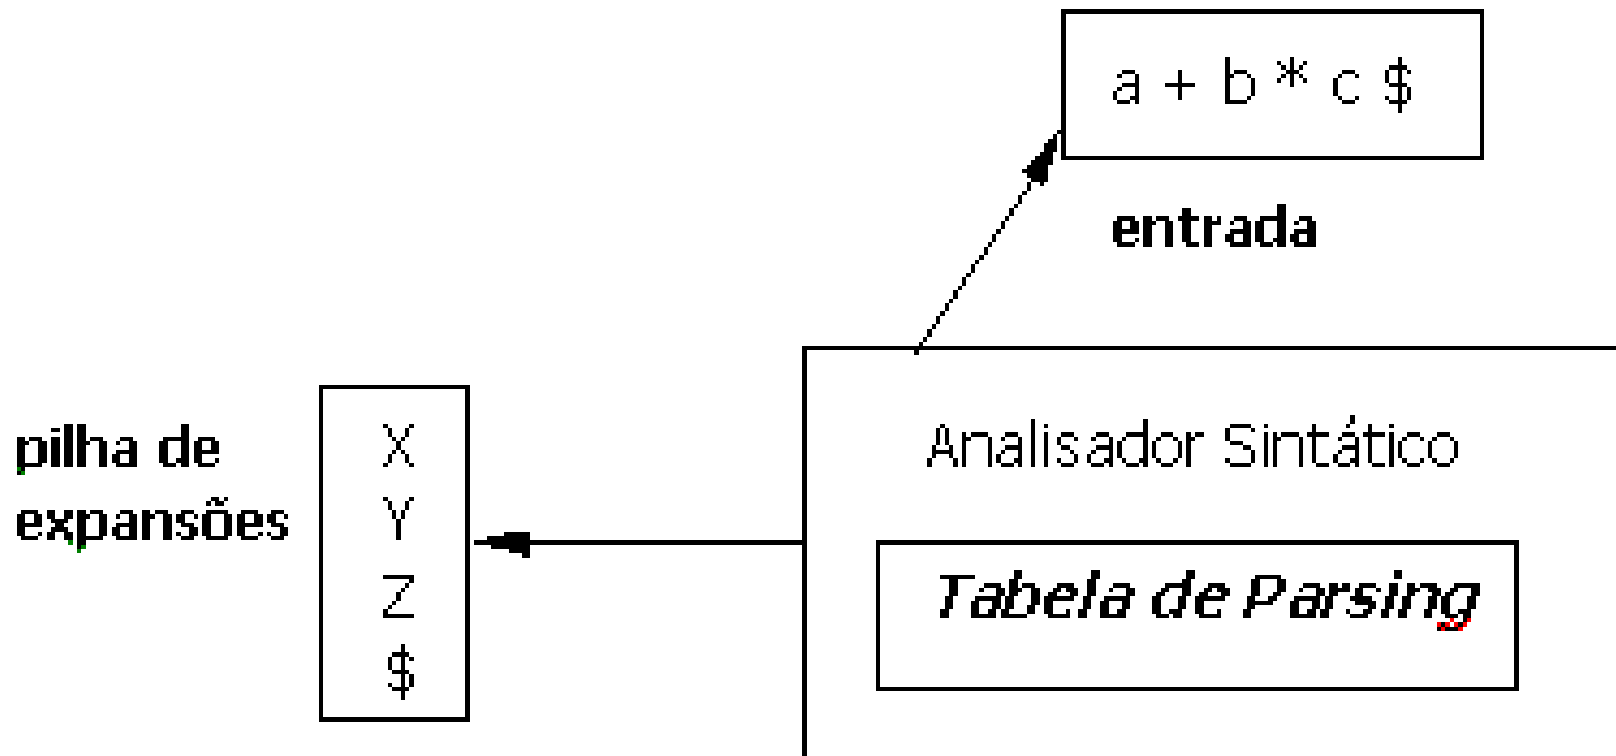 a + b * c $
entrada
pilha de
expansões
X
Y
Z
$
Analisador Sintático
Tabela de Parsing